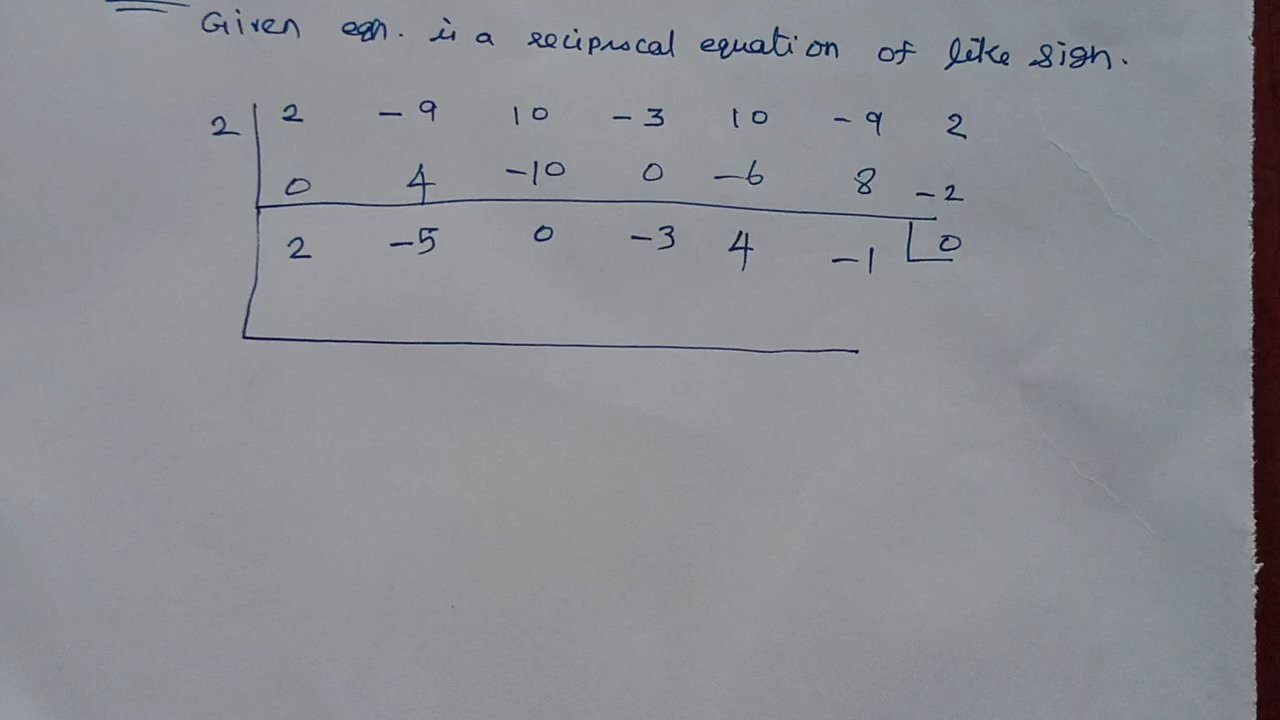 Given eqn. is a reciprocal equation of like sign.
2 | 2 -9 10 -3 10 -9 2
0 4 -10 0 -6 8 -2
2 -5 0 -3 4 -1 0